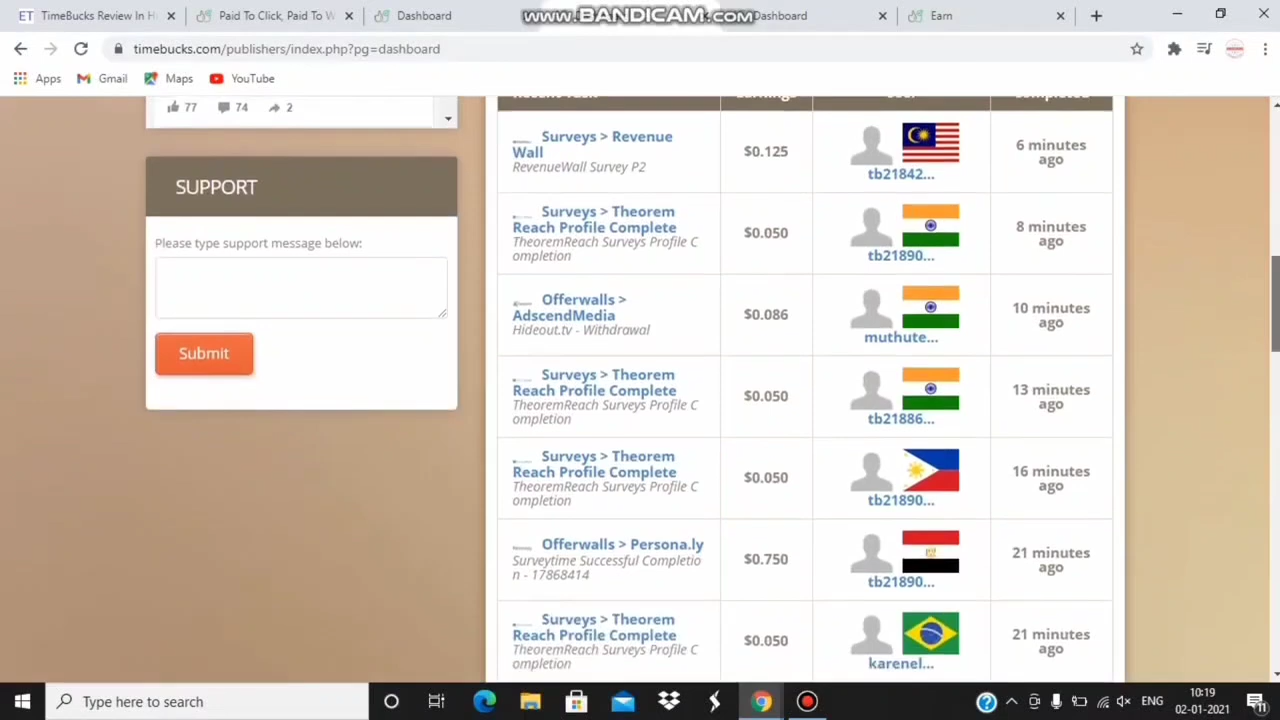 TimeBucks Review In H
Paid To Click, Paid To W
Dashboard
www.BANDICAM.com
Dashboard
Earn
timebucks.com/publishers/index.php?pg=dashboard
Apps
Gmail
Maps
YouTube
77
74
2
SUPPORT
Please type support message below:
Submit
Surveys > Revenue
Wall
RevenueWall Survey P2
$0.125
tb21842...
6 minutes
ago
Surveys > Theorem
Reach Profile Complete
TheoremReach Surveys Profile C
ompletion
$0.050
tb21890...
8 minutes
ago
Offerwalls >
AdscendMedia
Hideout.tv - Withdrawal
$0.086
muthute...
10 minutes
ago
Surveys > Theorem
Reach Profile Complete
TheoremReach Surveys Profile C
ompletion
$0.050
tb21886...
13 minutes
ago
Surveys > Theorem
Reach Profile Complete
TheoremReach Surveys Profile C
ompletion
$0.050
tb21890...
16 minutes
ago
Offerwalls > Persona.ly
Surveytime Successful Completio
n - 17868414
$0.750
tb21890...
21 minutes
ago
Surveys > Theorem
Reach Profile Complete
TheoremReach Surveys Profile C
ompletion
$0.050
karenel...
21 minutes
ago
Type here to search
ENG
10:19
02-01-2021
11